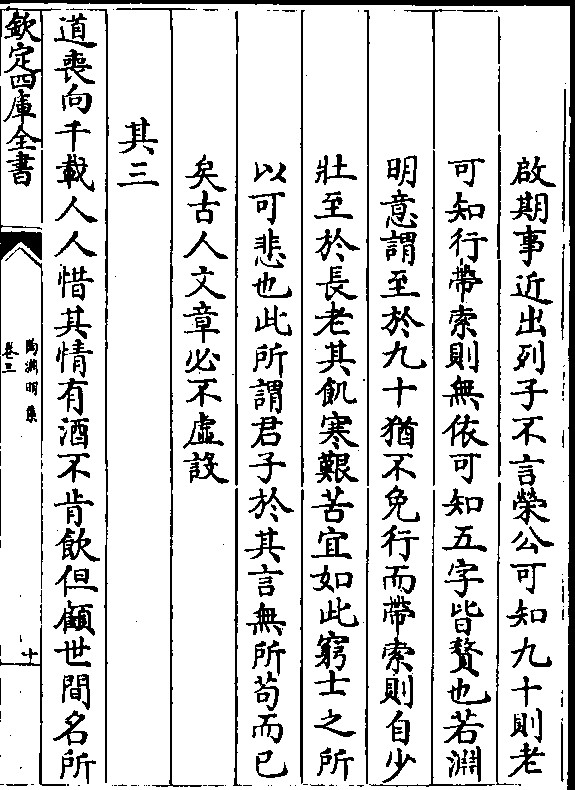 啟期事近出列子不言榮公可知九十則老
可知行帶索則無依可知五字皆贅也若淵
明意謂至於九十猶不免行而帶索則自少
壯至於長老其飢寒艱苦宜如此窮士之所
以可悲也此所謂君子於其言無所苟而已
矣古人文章必不虛設
其三
道喪向千載人人惜其情有酒不肯飲但顧世間名所
欽定四庫全書
陶淵明集
卷三
十